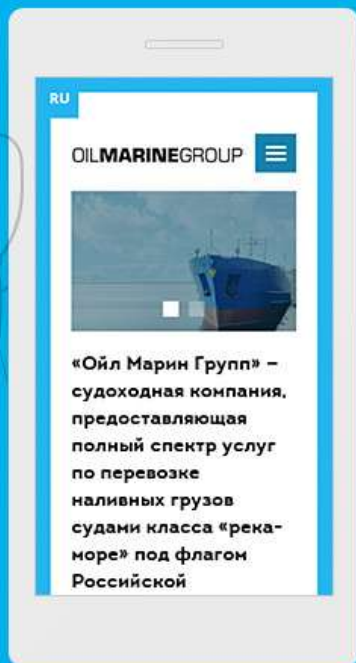 RU
OILMARINEGROUP
«Ойл Марин Групп» –
судоходная компания,
предоставляющая
полный спектр услуг
по перевозке
наливных грузов
судами класса «река-
море» под флагом
Российской